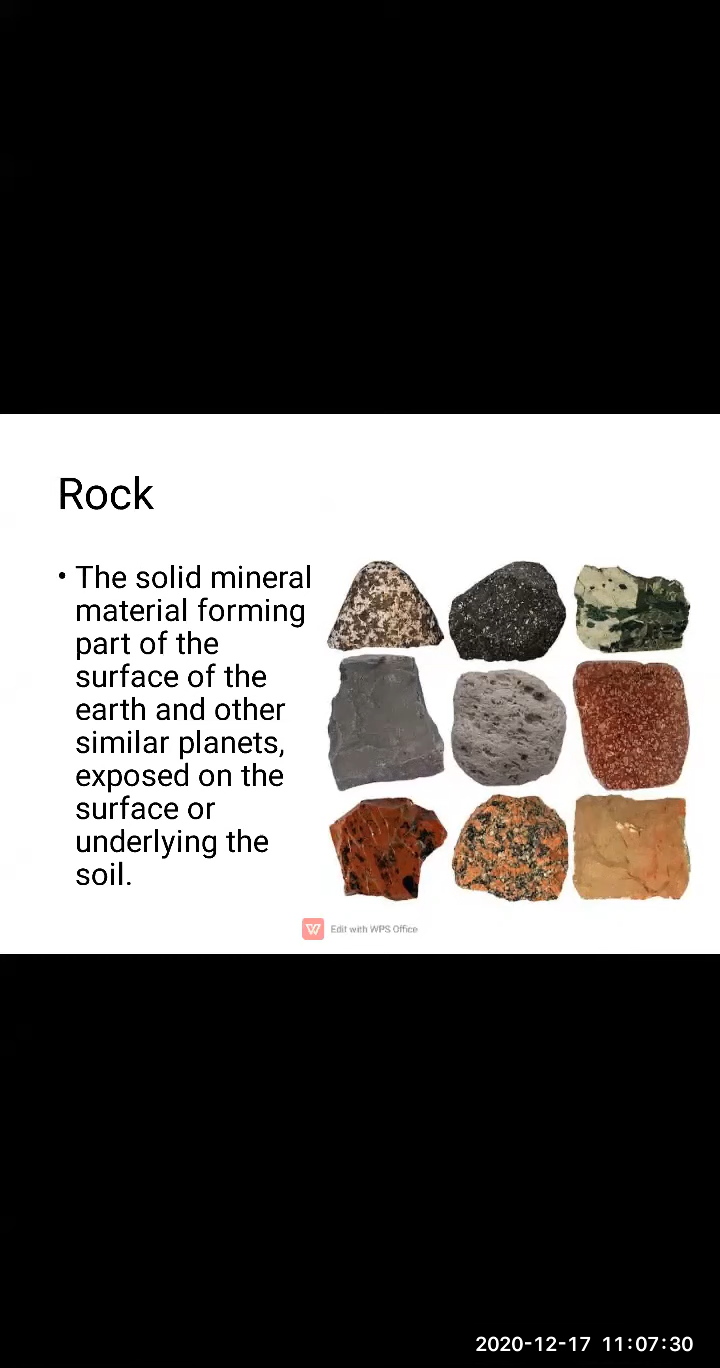 Rock
• The solid mineral
material forming
part of the
surface of the
earth and other
similar planets,
exposed on the
surface or
underlying the
soil.
Edit with WPS Office
2020-12-17 11:07:30